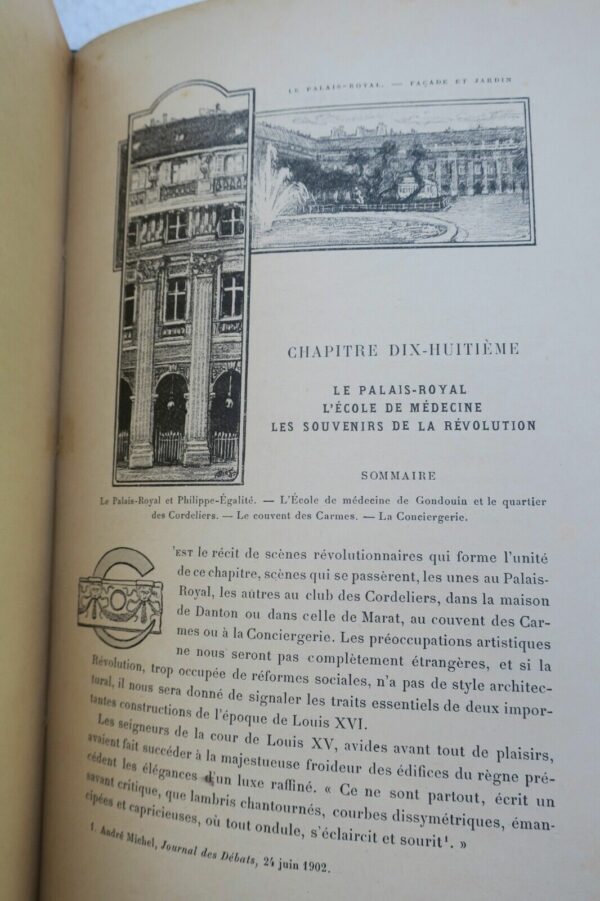 LE PALAIS-ROYAL. — FAÇADE ET JARDIN
CHAPITRE DIX-HUITIÈME
LE PALAIS-ROYAL
L'ÉCOLE DE MÉDECINE
LES SOUVENIRS DE LA RÉVOLUTION
SOMMAIRE
Le Palais-Royal et Philippe-Égalité. — L'École de médecine de Gondouin et le quartier
des Cordeliers. — Le couvent des Carmes. — La Conciergerie.
C'EST le récit de scènes révolutionnaires qui forme l'unité
de ce chapitre, scènes qui se passèrent, les unes au Palais-
Royal, les autres au club des Cordeliers, dans la maison
de Danton ou dans celle de Marat, au couvent des Car-
mes ou à la Conciergerie. Les préoccupations artistiques
ne nous seront pas complètement étrangères, et si la
Révolution, trop occupée de réformes sociales, n'a pas de style architec-
tural, il nous sera donné de signaler les traits essentiels de deux impor-
tantes constructions de l'époque de Louis XVI.
Les seigneurs de la cour de Louis XV, avides avant tout de plaisirs,
avaient fait succéder à la majestueuse froideur des édifices du règne pré-
cédent les élégances d'un luxe raffiné. « Ce ne sont partout, écrit un
savant critique, que lambris chantournés, courbes dissymétriques, éman-
cipées et capricieuses, où tout ondule, s'éclaircit et sourit¹. »
1. André Michel, Journal des Débats, 24 juin 1902.